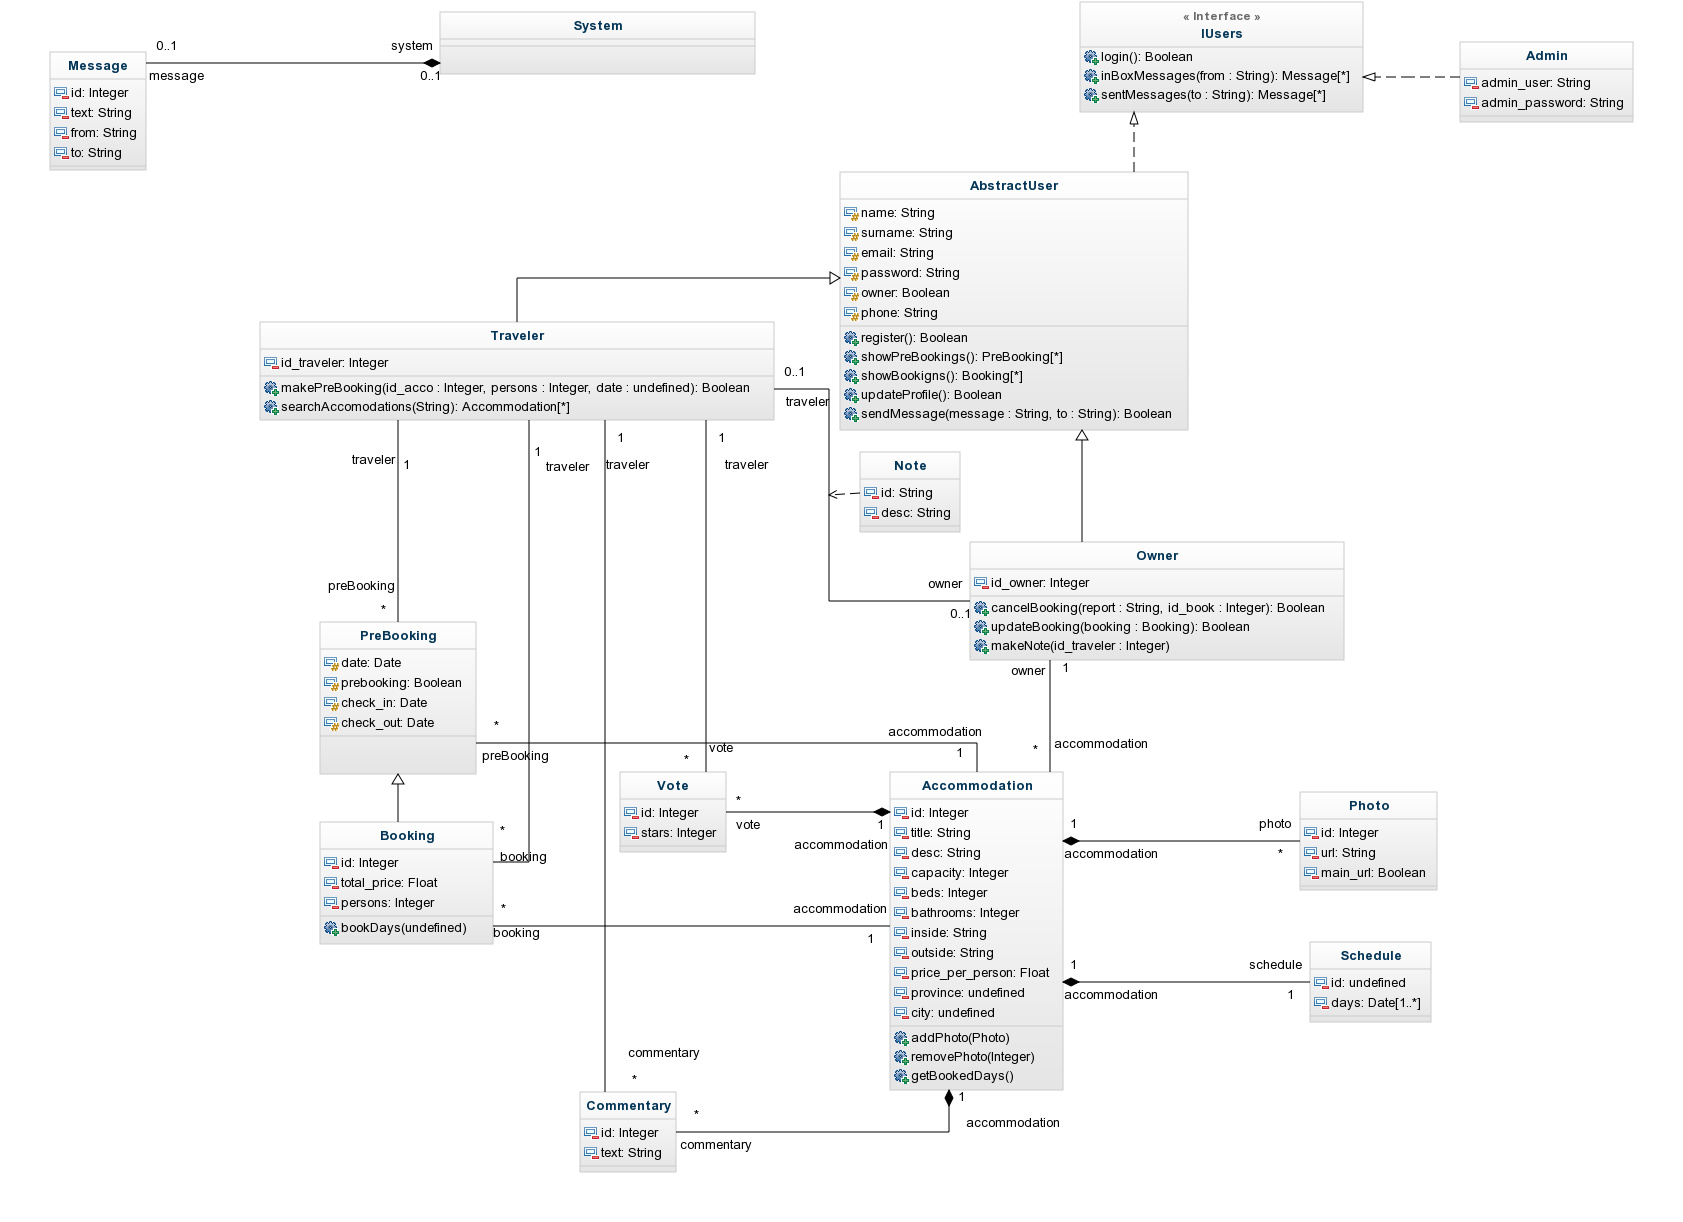 System
Message
id: Integer
text: String
from: String
to: String
0..1
message
system
0..1
« Interface »
IUsers
login(): Boolean
inBoxMessages(from : String): Message[*]
sentMessages(to : String): Message[*]
Admin
admin_user: String
admin_password: String
AbstractUser
name: String
surname: String
email: String
password: String
owner: Boolean
phone: String
register(): Boolean
showPreBookings(): PreBooking[*]
showBookigns(): Booking[*]
updateProfile(): Boolean
sendMessage(message : String, to : String): Boolean
Traveler
id_traveler: Integer
makePreBooking(id_acco : Integer, persons : Integer, date : undefined): Boolean
searchAccomodations(String): Accommodation[*]
0..1
traveler
traveler
1
1
traveler
1
traveler
1
traveler
Note
id: String
desc: String
owner
0..1
Owner
id_owner: Integer
cancelBooking(report : String, id_book : Integer): Boolean
updateBooking(booking : Booking): Boolean
makeNote(id_traveler : Integer)
owner
1
*
accommodation
preBooking
*
PreBooking
date: Date
prebooking: Boolean
check_in: Date
check_out: Date
*
preBooking
accommodation
1
vote
*
Vote
id: Integer
stars: Integer
*
vote
1
accommodation
Accommodation
id: Integer
title: String
desc: String
capacity: Integer
beds: Integer
bathrooms: Integer
inside: String
outside: String
price_per_person: Float
province: undefined
city: undefined
addPhoto(Photo)
removePhoto(Integer)
getBookedDays()
1
accommodation
photo
*
Photo
id: Integer
url: String
main_url: Boolean
Booking
id: Integer
total_price: Float
persons: Integer
bookDays(undefined)
*
booking
*
booking
accommodation
1
1
accommodation
schedule
1
Schedule
id: undefined
days: Date[1..*]
commentary
*
Commentary
id: Integer
text: String
*
commentary
1
accommodation